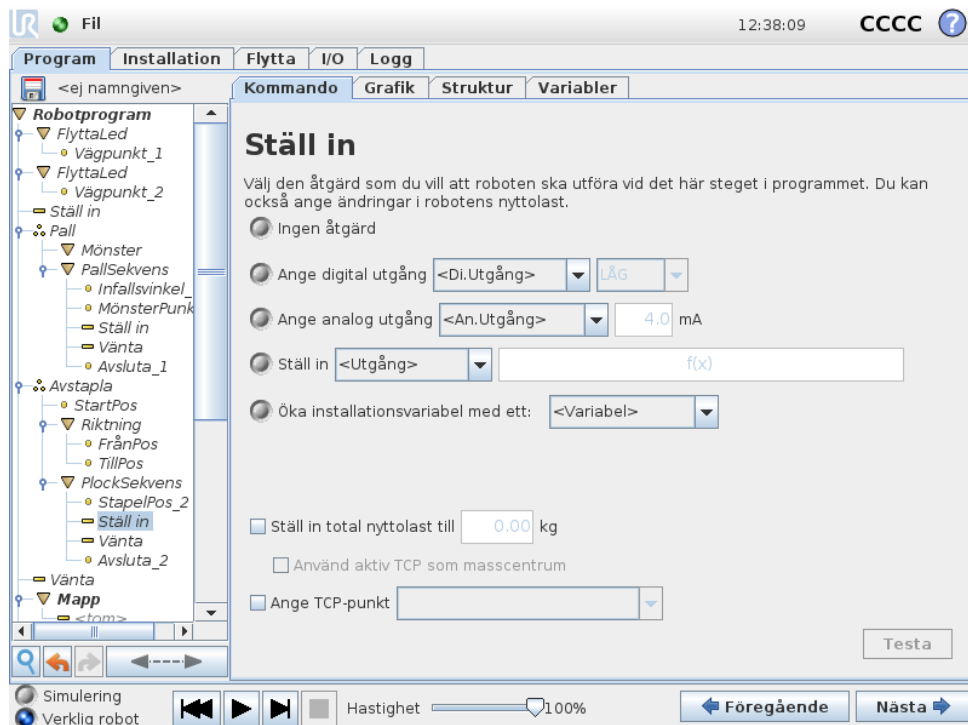 UR Fil 12:38:09 CCCC ?
Program Installation Flytta I/O Logg
<ej namngiven>
Kommando Grafik Struktur Variabler
Robotprogram
FlyttaLed
Vägpunkt_1
FlyttaLed
Vägpunkt_2
Ställ in
Pall
Mönster
PallSekvens
Infallsvinkel_
MönsterPunk
Ställ in
Vänta
Avsluta_1
Avstapla
StartPos
Riktning
FrånPos
TillPos
PlockSekvens
StapelPos_2
Ställ in
Vänta
Avsluta_2
Vänta
Mapp
<tom>
Ställ in
Välj den åtgärd som du vill att roboten ska utföra vid det här steget i programmet. Du kan
också ange ändringar i robotens nyttolast.
Ingen åtgärd
Ange digital utgång <Di.Utgång> LÅG
Ange analog utgång <An.Utgång> 4.0 mA
Ställ in <Utgång> f(x)
Öka installationsvariabel med ett: <Variabel>
Ställ in total nyttolast till 0.00 kg
Använd aktiv TCP som masscentrum
Ange TCP-punkt
Testa
Simulering
Verklig robot
Hastighet 100%
Föregående Nästa